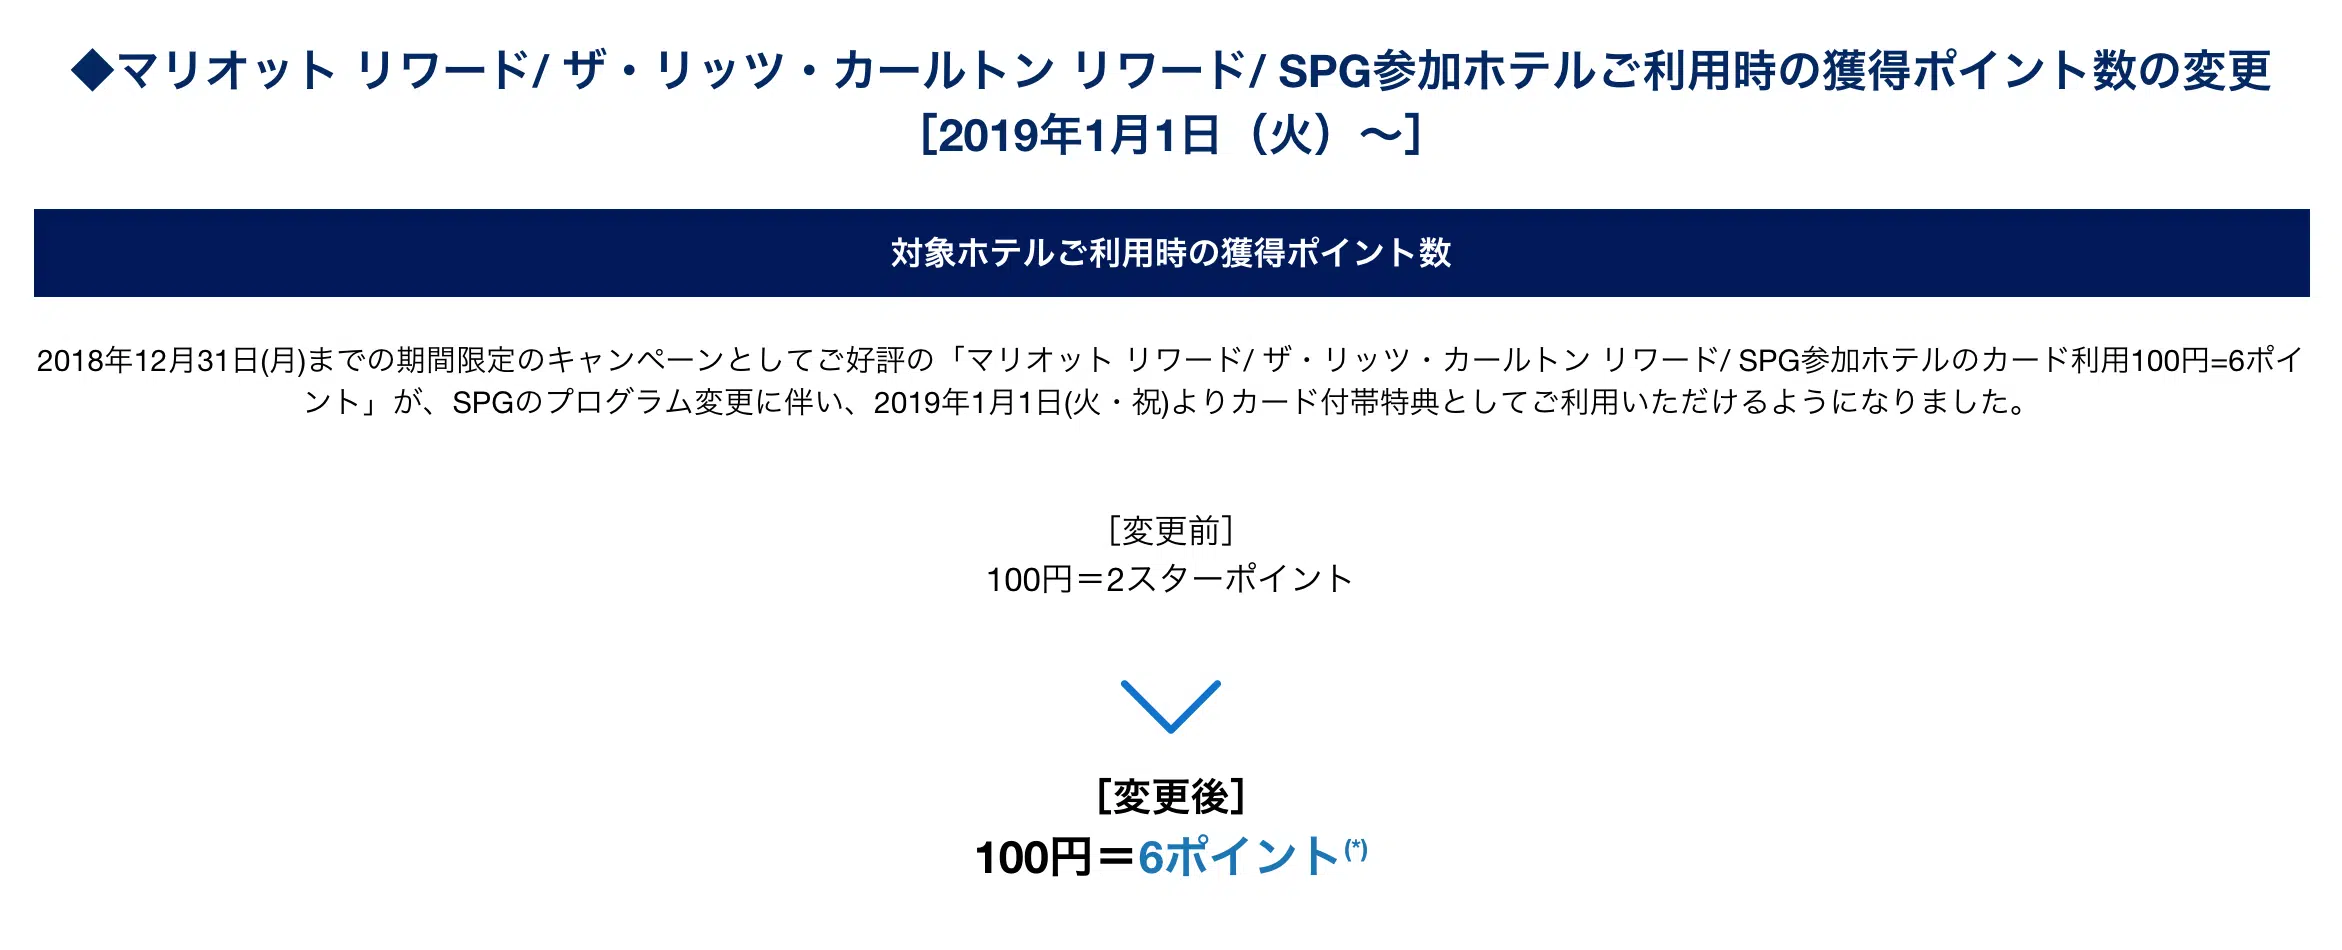 ◆マリオット リワード/ ザ・リッツ・カールトン リワード/ SPG参加ホテルご利用時の獲得ポイント数の変更
［2019年1月1日（火）～］
対象ホテルご利用時の獲得ポイント数
2018年12月31日(月)までの期間限定のキャンペーンとしてご好評の「マリオット リワード/ ザ・リッツ・カールトン リワード/ SPG参加ホテルのカード利用100円=6ポイ
ント」が、SPGのプログラム変更に伴い、2019年1月1日(火・祝)よりカード付帯特典としてご利用いただけるようになりました。
［変更前］
100円＝2スターポイント
［変更後］
100円＝6ポイント(*)